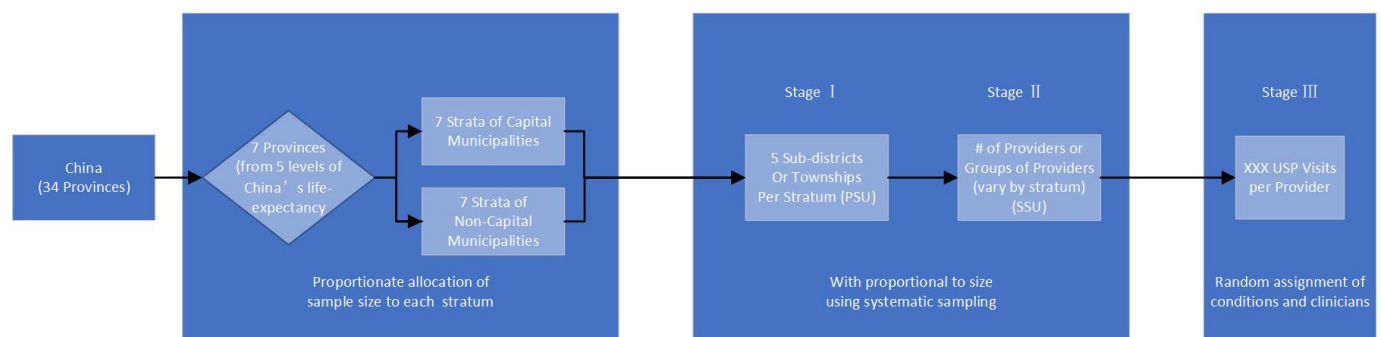 China
(34 Provinces)
7 Provinces
(from 5 levels of
China’s life-
expectancy
7 Strata of Capital
Municipalities
7 Strata of
Non-Capital
Municipalities
Proportionate allocation of
sample size to each stratum
Stage Ⅰ
5 Sub-districts
Or Townships
Per Stratum (PSU)
Stage Ⅱ
# of Providers or
Groups of Providers
(vary by stratum)
(SSU)
With proportional to size
using systematic sampling
Stage Ⅲ
XXX USP Visits
per Provider
Random assignment of
conditions and clinicians